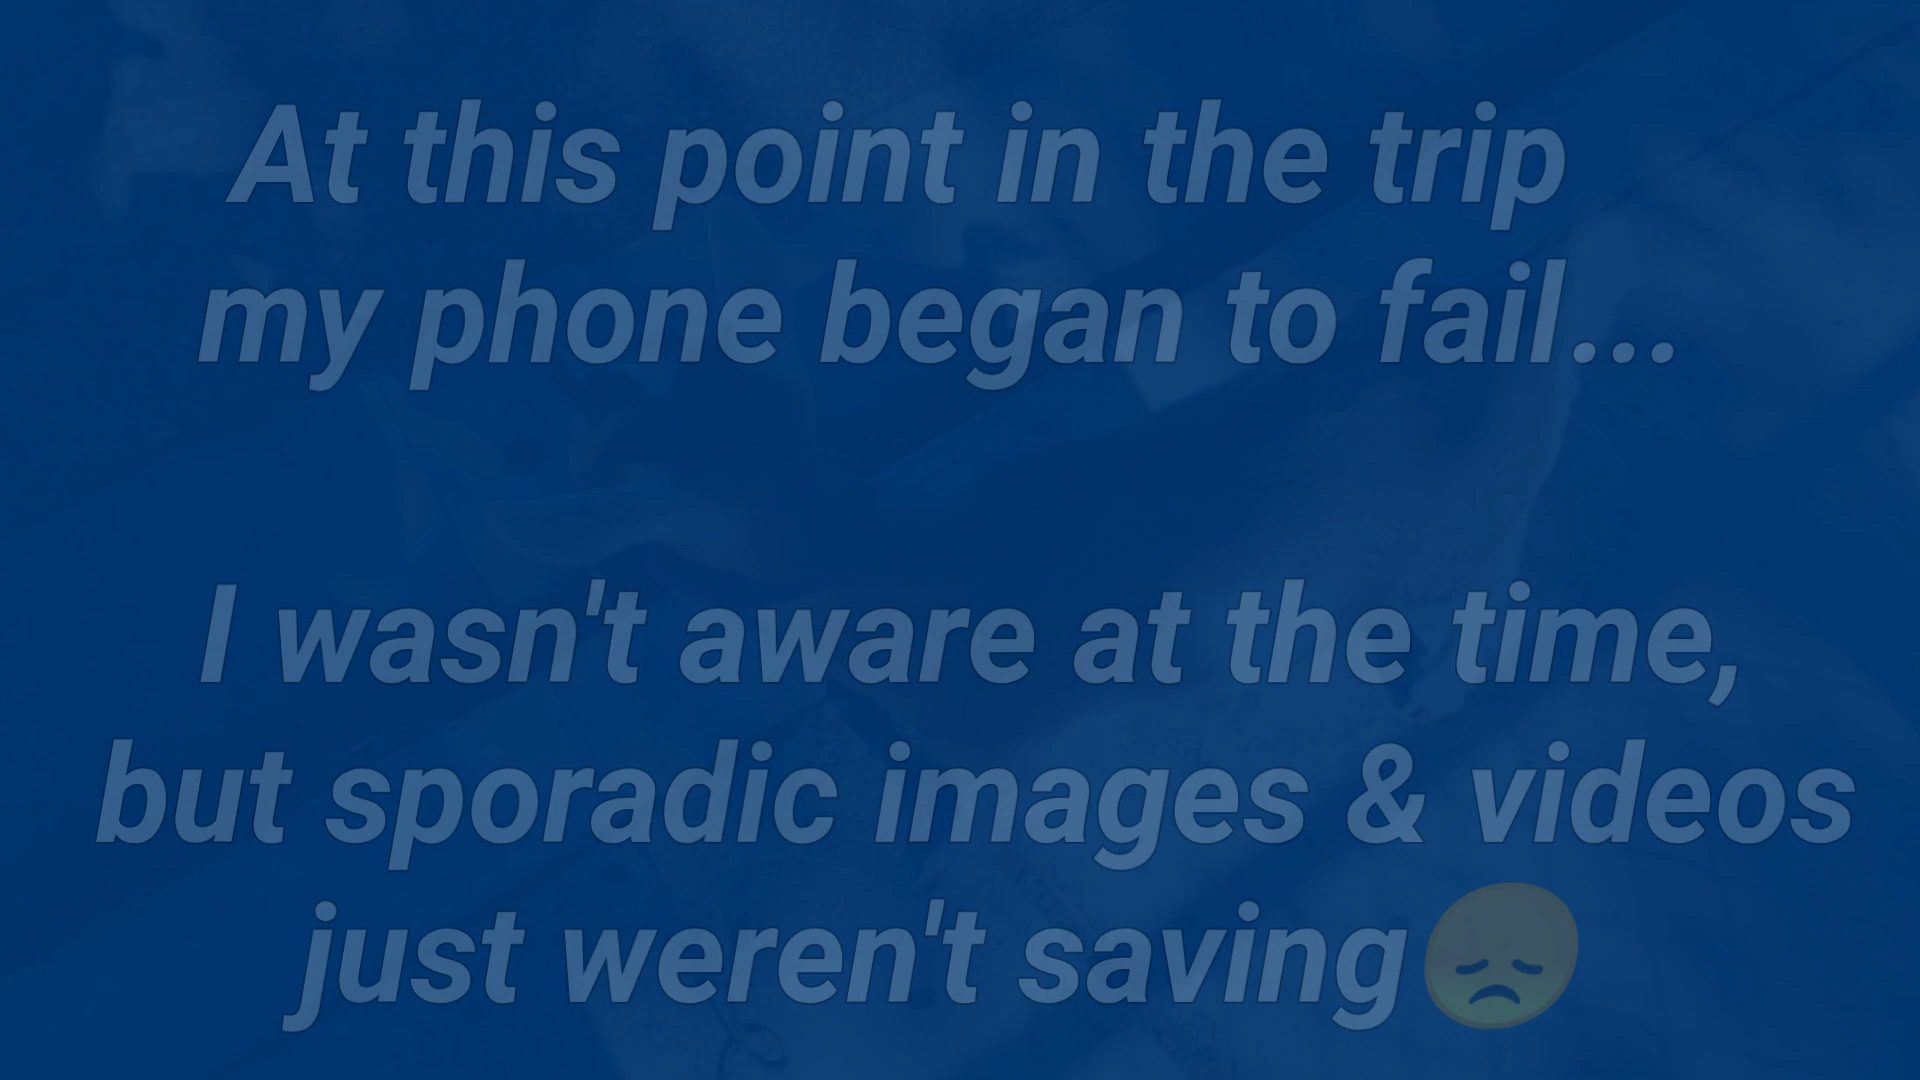 At this point in the trip
my phone began to fail...
I wasn't aware at the time,
but sporadic images & videos
just weren't saving😞